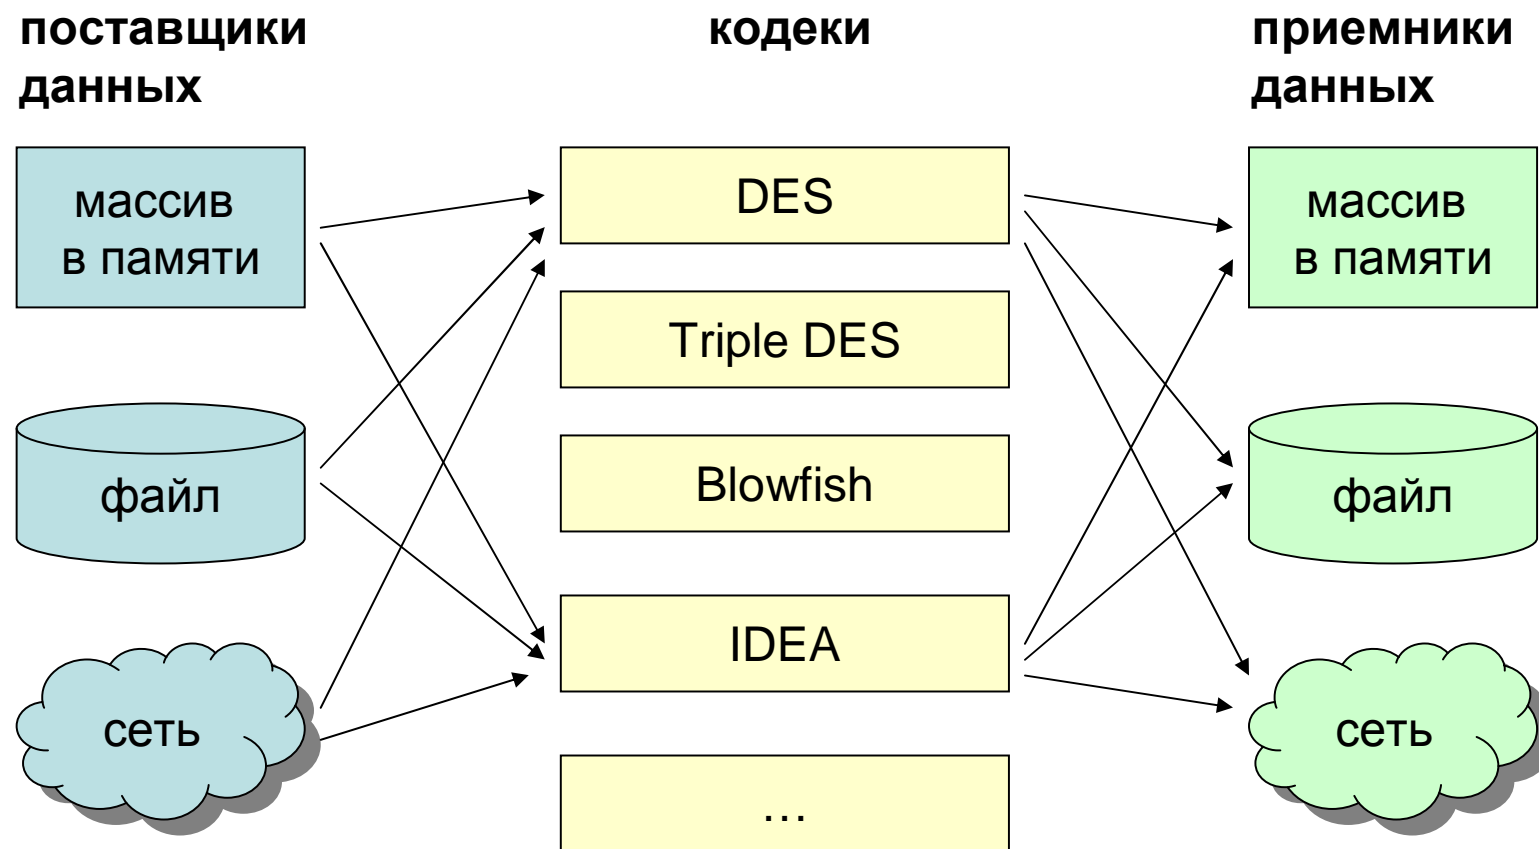 поставщики
данных
кодеки
приемники
данных
массив
в памяти
DES
массив
в памяти
Triple DES
файл
Blowfish
файл
IDEA
сеть
сеть
…